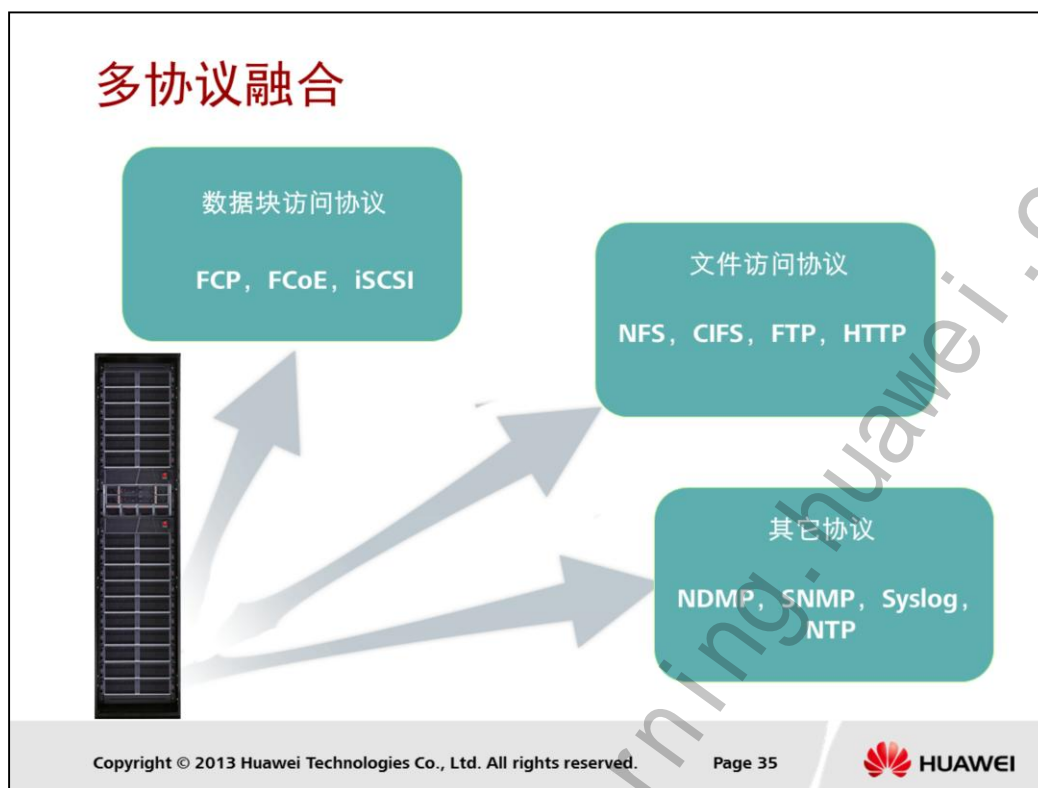 多协议融合
数据块访问协议
FCP，FCoE，iSCSI
文件访问协议
NFS，CIFS，FTP，HTTP
其它协议
NDMP，SNMP，Syslog，
NTP
rning.huawei.c
Copyright © 2013 Huawei Technologies Co., Ltd. All rights reserved.
Page 35
HUAWEI